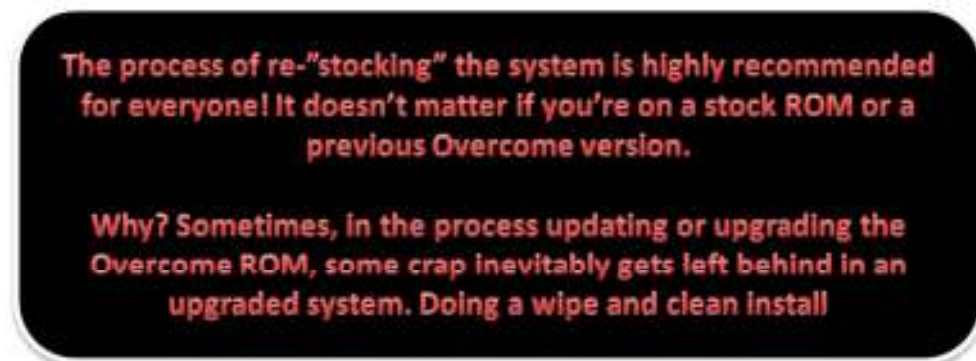 The process of re-”stocking” the system is highly recommended
for everyone! It doesn’t matter if you’re on a stock ROM or a
previous Overcome version.
Why? Sometimes, in the process updating or upgrading the
Overcome ROM, some crap inevitably gets left behind in an
upgraded system. Doing a wipe and clean install